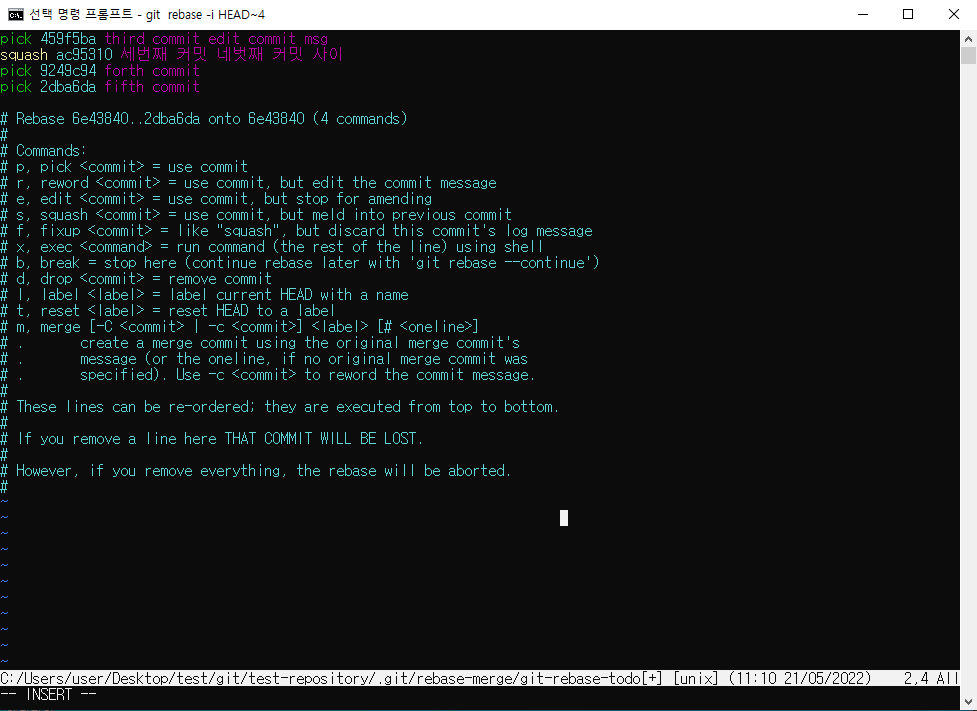 선택 명령 프롬프트 - git  rebase -i HEAD~4
pick 459f5ba third commit edit commit msg
squash ac95310 세번째 커밋 네벗째 커밋 사이
pick 9249c94 forth commit
pick 2dba6da fifth commit
# Rebase 6e43840..2dba6da onto 6e43840 (4 commands)
#
# Commands:
# p, pick <commit> = use commit
# r, reword <commit> = use commit, but edit the commit message
# e, edit <commit> = use commit, but stop for amending
# s, squash <commit> = use commit, but meld into previous commit
# f, fixup <commit> = like "squash", but discard this commit's log message
# x, exec <command> = run command (the rest of the line) using shell
# b, break = stop here (continue rebase later with 'git rebase --continue')
# d, drop <commit> = remove commit
# l, label <label> = label current HEAD with a name
# t, reset <label> = reset HEAD to a label
# m, merge [-C <commit> | -c <commit>] <label> [# <oneline>]
# .       create a merge commit using the original merge commit's
# .       message (or the oneline, if no original merge commit was
# .       specified). Use -c <commit> to reword the commit message.
#
# These lines can be re-ordered; they are executed from top to bottom.
#
# If you remove a line here THAT COMMIT WILL BE LOST.
#
# However, if you remove everything, the rebase will be aborted.
#
~
~
~
~
~
~
~
~
~
~
~
C:/Users/user/Desktop/test/git/test-repository/.git/rebase-merge/git-rebase-todo[+] [unix] (11:10 21/05/2022)    2,4 All
-- INSERT --